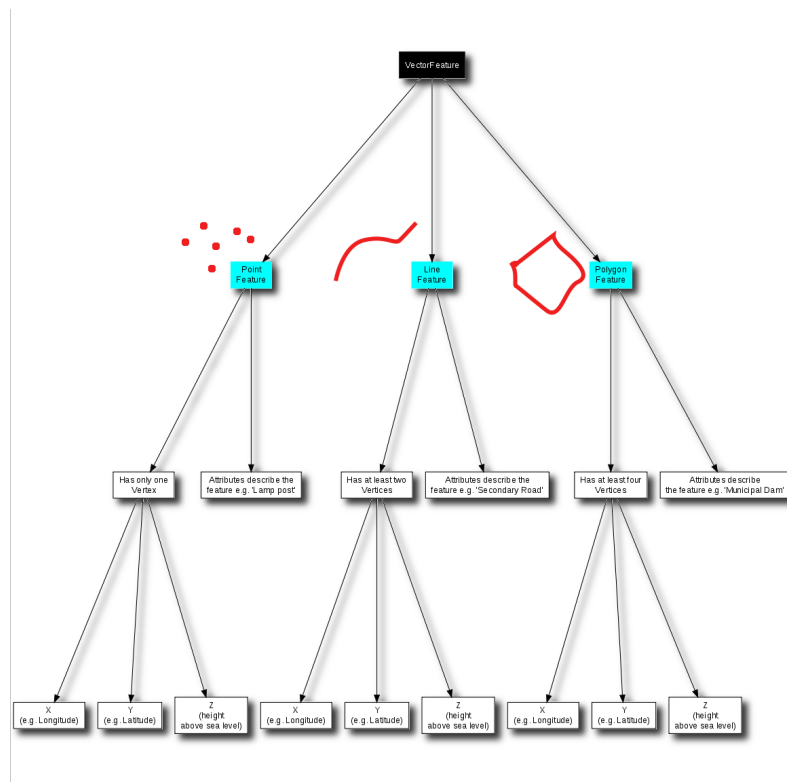 VectorFeature
Point
Feature
Line
Feature
Polygon
Feature
Has only one
Vertex
Attributes describe the
feature e.g. 'Lamp post'
Has at least two
Vertices
Attributes describe the
feature e.g. 'Secondary Road'
Has at least four
Vertices
Attributes describe
the feature e.g. 'Municipal Dam'
X
(e.g. Longitude)
Y
(e.g. Latitude)
Z
(height
above sea level)
X
(e.g. Longitude)
Y
(e.g. Latitude)
Z
(height
above sea level)
X
(e.g. Longitude)
Y
(e.g. Latitude)
Z
(height
above sea level)